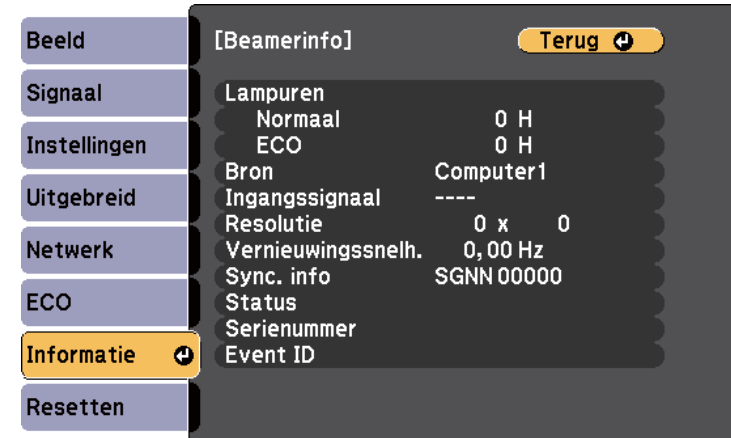 Beeld
Signaal
Instellingen
Uitgebreid
Netwerk
ECO
Informatie
Resetten
[Beamerinfo] Terug
Lampuren
Normaal 0 H
ECO 0 H
Bron Computer1
Ingangssignaal ----
Resolutie 0 x 0
Vernieuwingssnelh. 0,00 Hz
Sync. info SGNN 00000
Status
Serienummer
Event ID